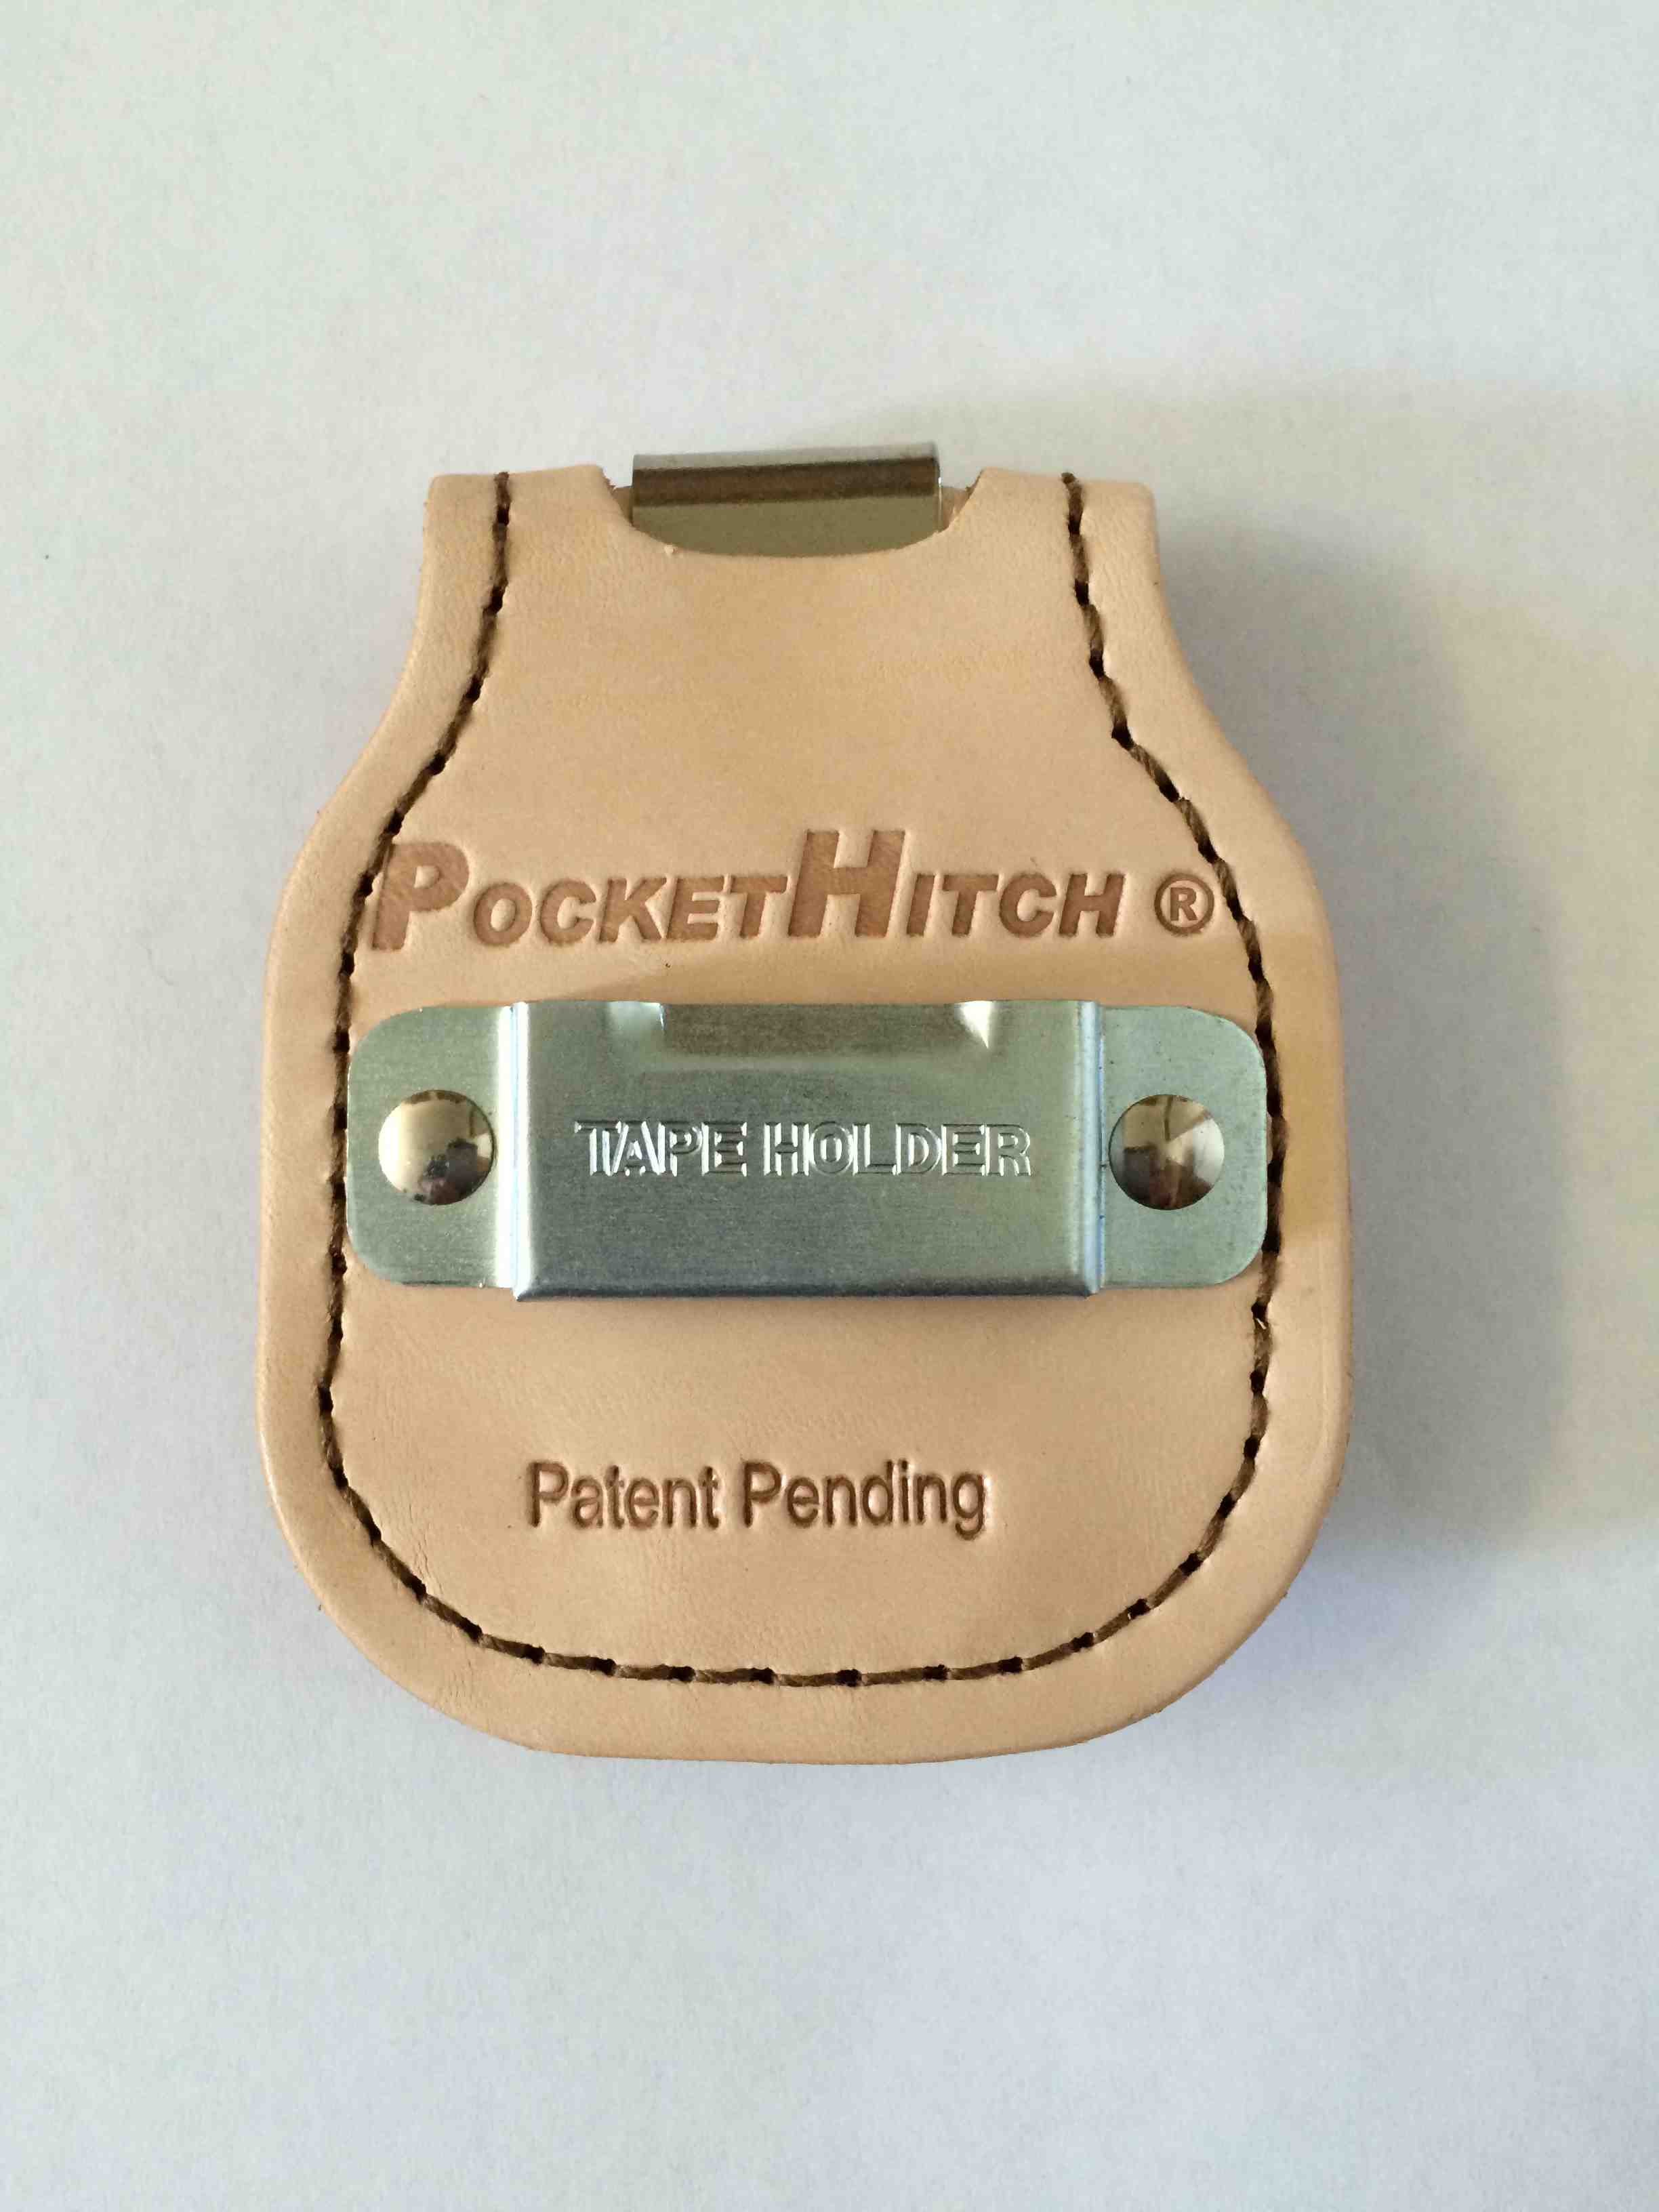 POCKETHITCH ®
TAPE HOLDER
Patent Pending